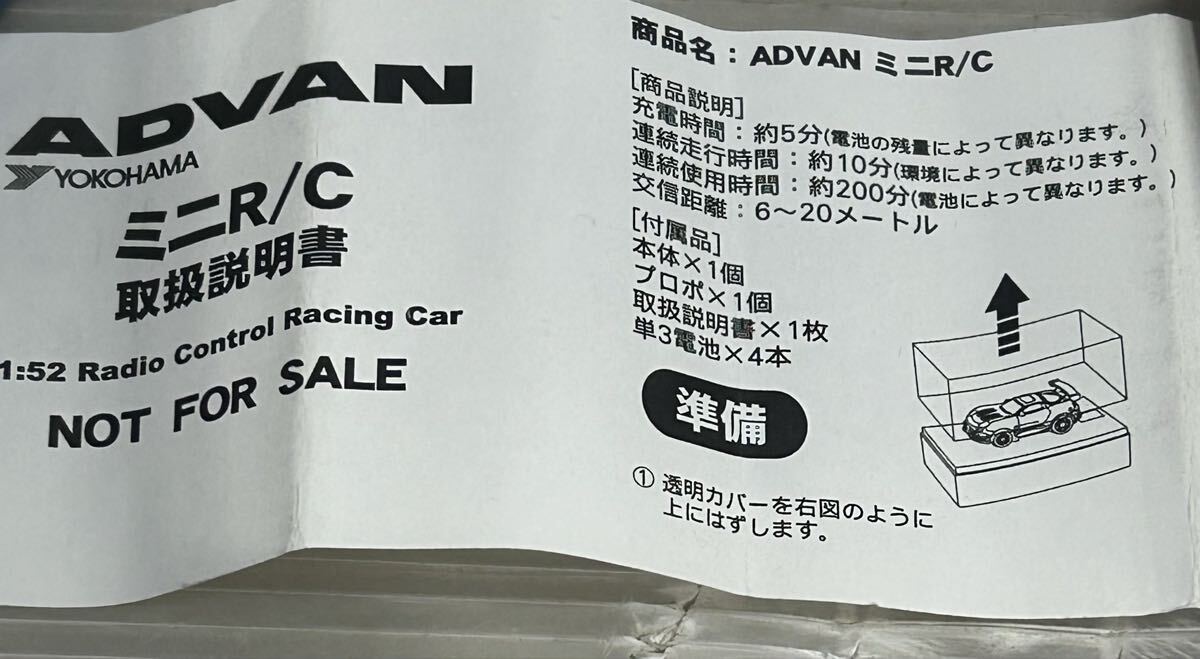 ADVAN
YOKOHAMA
ミニR/C
取扱説明書
1:52 Radio Control Racing Car
NOT FOR SALE
商品名：ADVAN ミニR/C
[商品説明]
充電時間：約5分(電池の残量によって異なります。)
連続走行時間：約10分(環境によって異なります。)
連続使用時間：約200分(電池によって異なります。)
交信距離：6〜20メートル
[付属品]
本体×1個
プロポ×1個
取扱説明書×1枚
単3電池×4本
準備
① 透明カバーを右図のように
上にはずします。